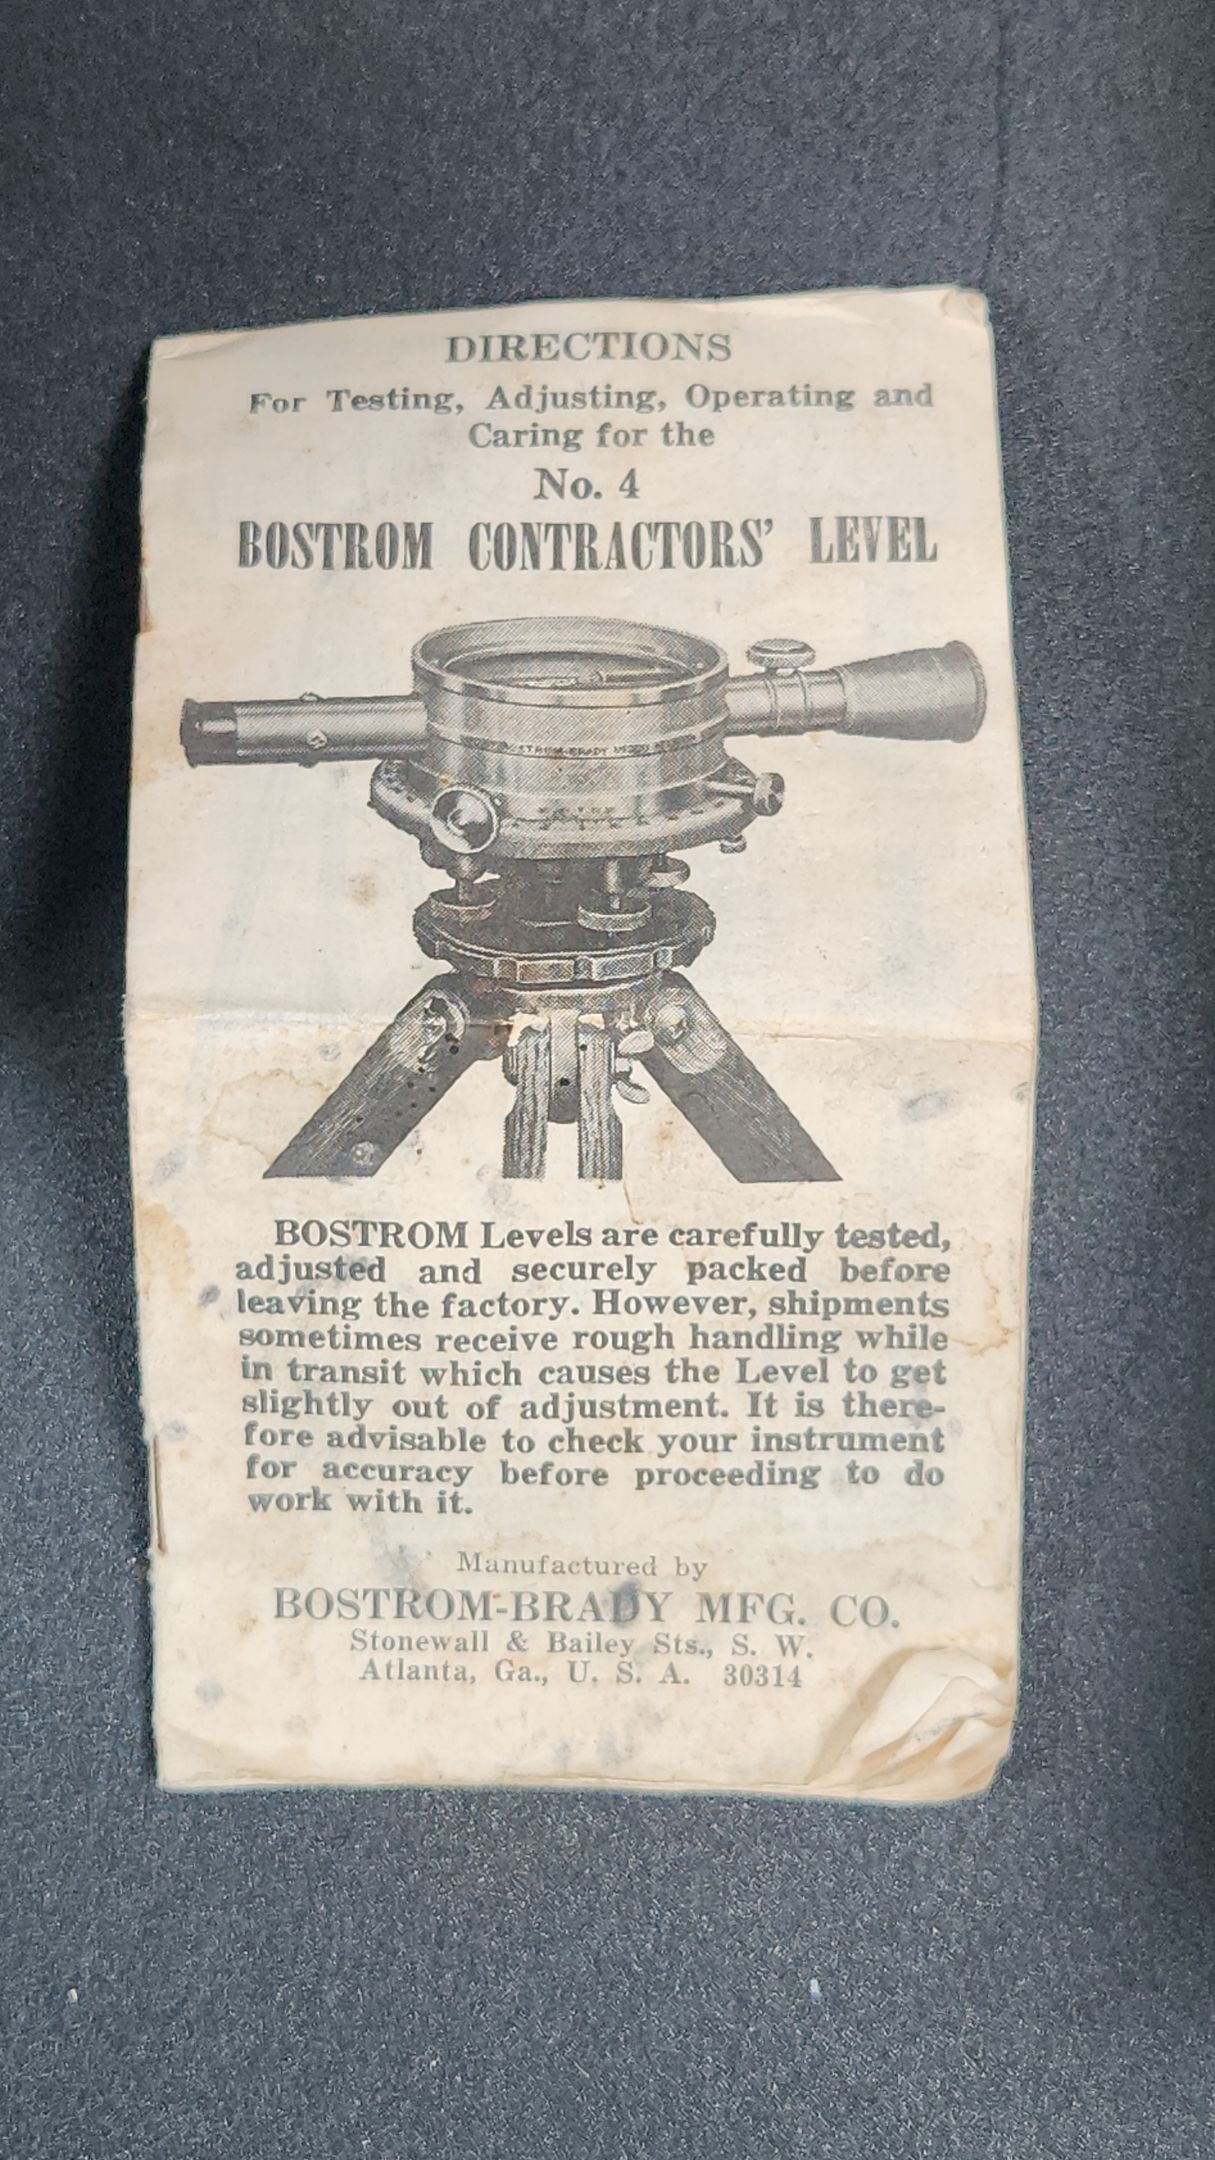 DIRECTIONS
For Testing, Adjusting, Operating and
Caring for the
No. 4
BOSTROM CONTRACTORS' LEVEL
BOSTROM Levels are carefully tested,
adjusted and securely packed before
leaving the factory. However, shipments
sometimes receive rough handling while
in transit which causes the Level to get
slightly out of adjustment. It is there-
fore advisable to check your instrument
for accuracy before proceeding to do
work with it.
Manufactured by
BOSTROM-BRADY MFG. CO.
Stonewall & Bailey Sts., S. W.
Atlanta, Ga., U. S. A. 30314